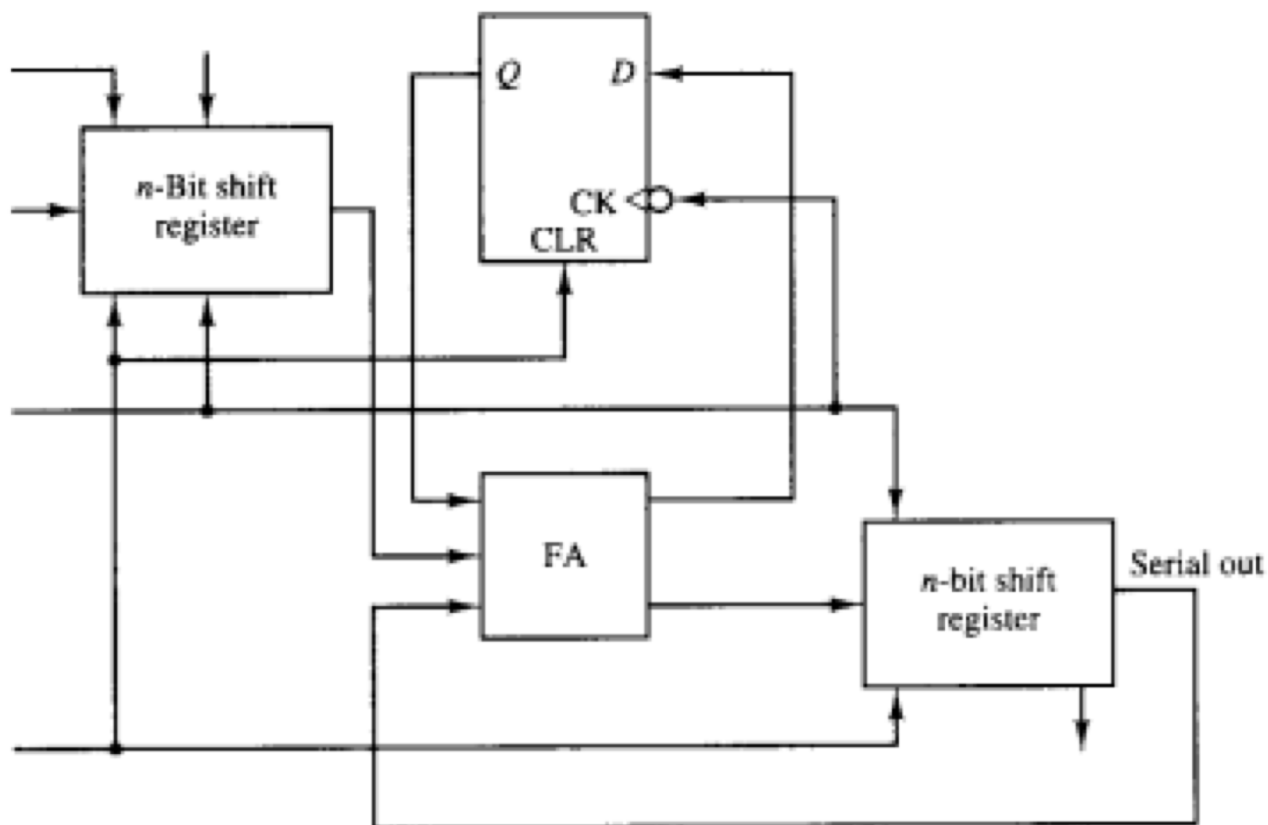 Q D
n-Bit shift
register
CK
CLR
FA
Serial out
n-bit shift
register